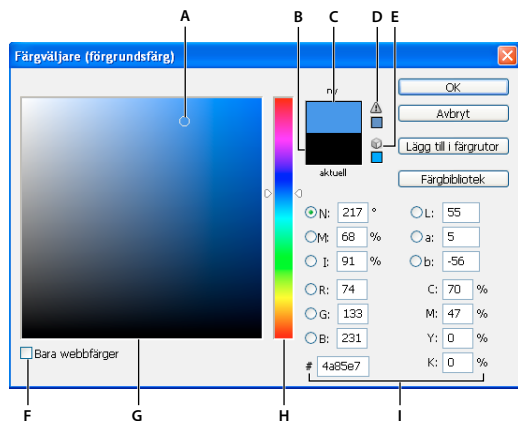 A
B C D E
Färgväljare (förgrundsfärg)
ny
OK
Avbryt
Lägg till i färgrutor
aktuell
Färgbibliotek
N: 217 ° L: 55
M: 68 % a: 5
I: 91 % b: -56
R: 74 C: 70 %
G: 133 M: 47 %
B: 231 Y: 0 %
# 4a85e7 K: 0 %
Bara webbfärger
F G H I